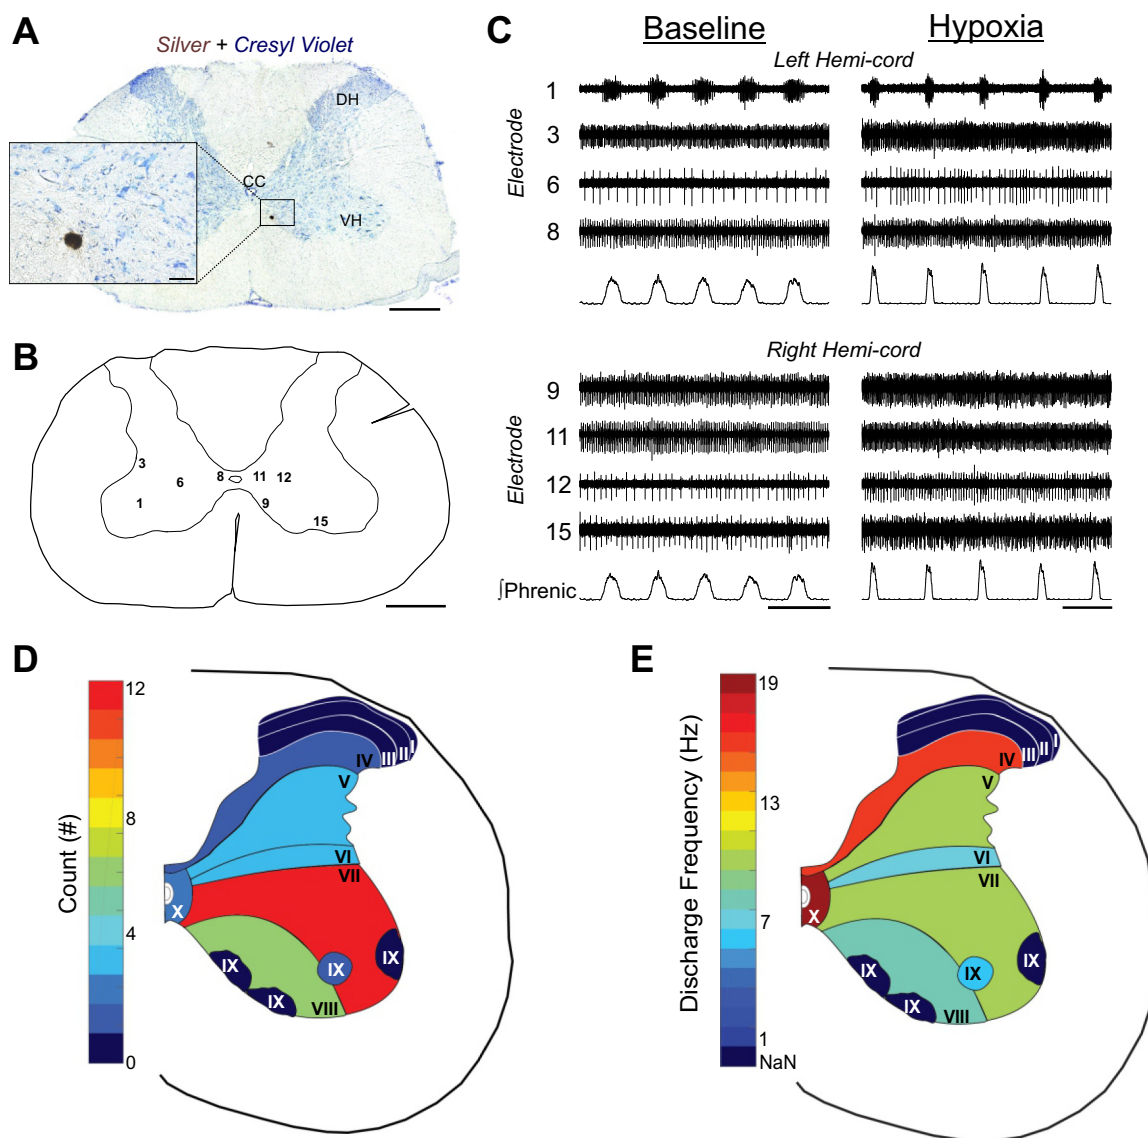 A
Silver + Cresyl Violet
DH
CC
VH
B
3
6
8
11
12
1
9
15
C
Baseline
Hypoxia
Left Hemi-cord
Electrode
1
3
6
8
Right Hemi-cord
Electrode
9
11
12
15
∫Phrenic
D
Count (#)
12
8
4
0
I
II
III
IV
V
VI
VII
X
IX
IX
IX
IX
VIII
E
Discharge Frequency (Hz)
19
13
7
1
NaN
I
II
III
IV
V
VI
VII
X
IX
IX
IX
IX
VIII